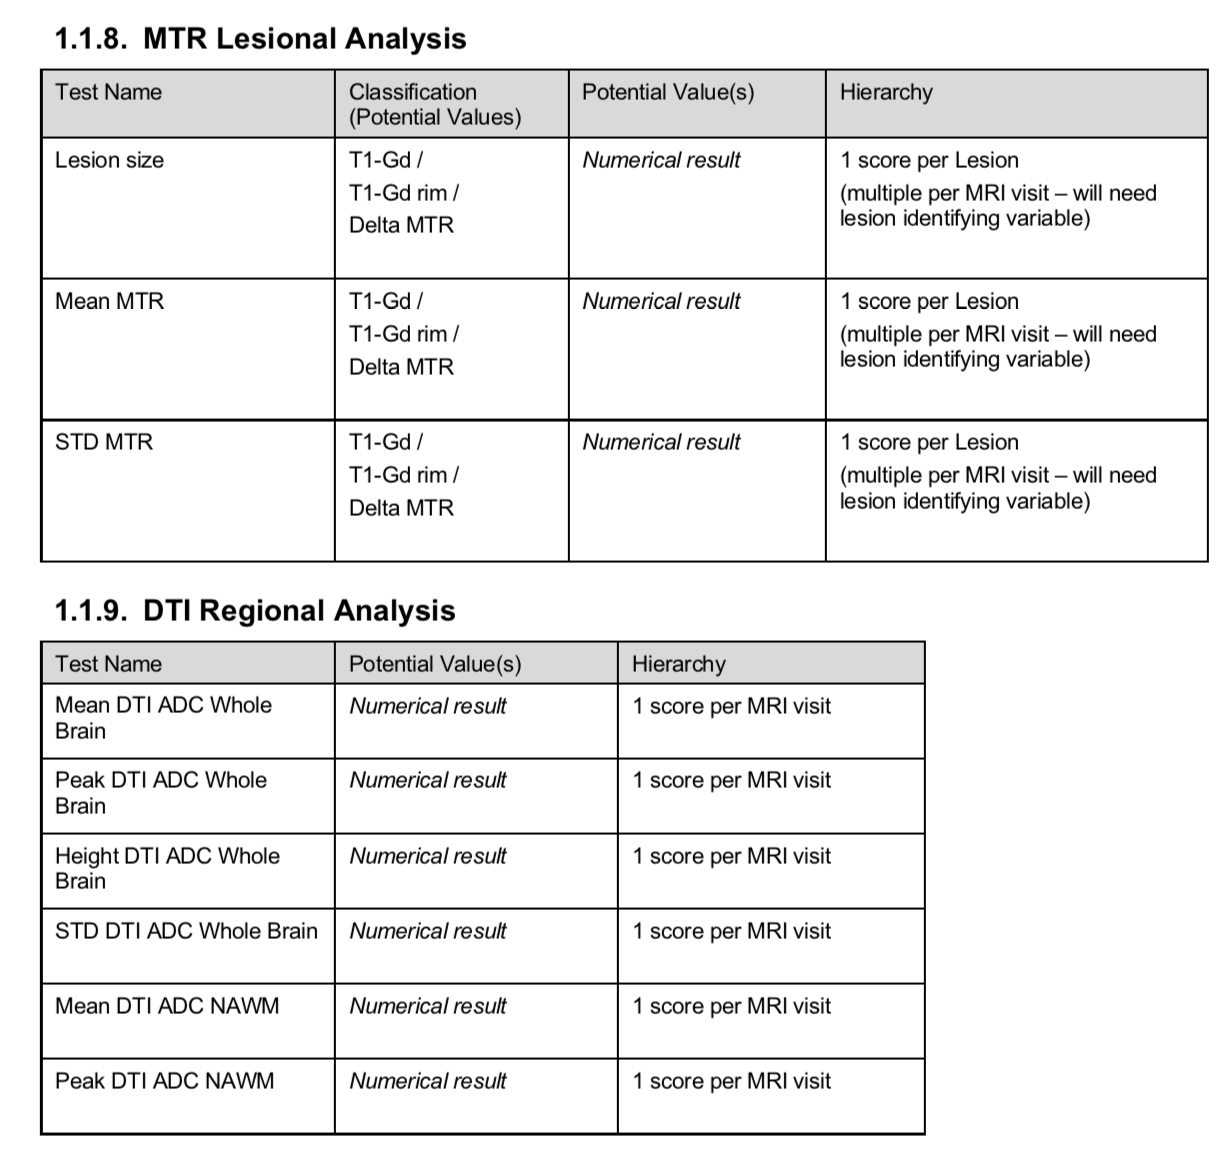 1.1.8. MTR Lesional Analysis
Test Name
Classification
(Potential Values)
Potential Value(s)
Hierarchy
Lesion size
T1-Gd /
T1-Gd rim /
Delta MTR
Numerical result
1 score per Lesion
(multiple per MRI visit – will need
lesion identifying variable)
Mean MTR
T1-Gd /
T1-Gd rim /
Delta MTR
Numerical result
1 score per Lesion
(multiple per MRI visit – will need
lesion identifying variable)
STD MTR
T1-Gd /
T1-Gd rim /
Delta MTR
Numerical result
1 score per Lesion
(multiple per MRI visit – will need
lesion identifying variable)
1.1.9. DTI Regional Analysis
Test Name
Potential Value(s)
Hierarchy
Mean DTI ADC Whole
Brain
Numerical result
1 score per MRI visit
Peak DTI ADC Whole
Brain
Numerical result
1 score per MRI visit
Height DTI ADC Whole
Brain
Numerical result
1 score per MRI visit
STD DTI ADC Whole Brain
Numerical result
1 score per MRI visit
Mean DTI ADC NAWM
Numerical result
1 score per MRI visit
Peak DTI ADC NAWM
Numerical result
1 score per MRI visit